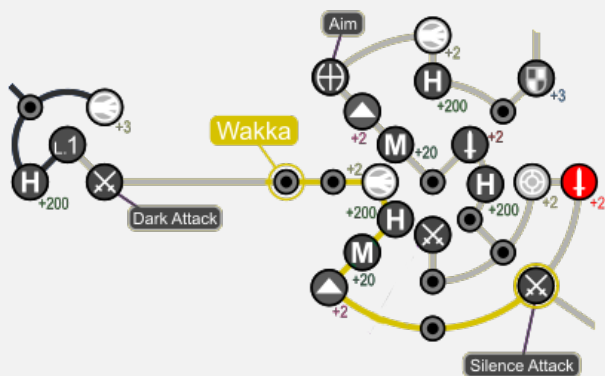 Aim
+2
H
+200
+3
+3
+2
M
+20
+2
Wakka
L.1
+2
H
+200
Dark Attack
H
+200
+2
+2
+200
H
M
+20
+2
Silence Attack